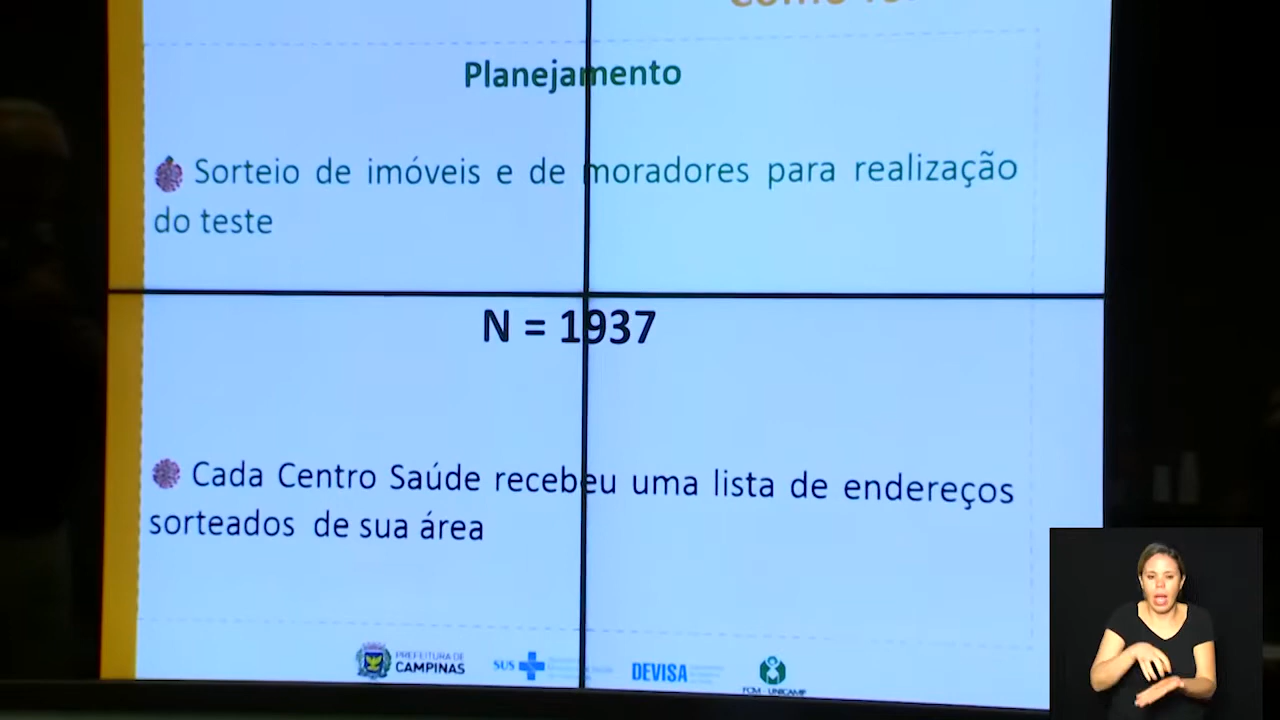 Planejamento
Sorteio de imóveis e de moradores para realização
do teste
N = 1937
Cada Centro Saúde recebeu uma lista de endereços
sorteados de sua área
PREFEITURA DE
CAMPINAS
SUS
DEVISA
FCM - UNICAMP